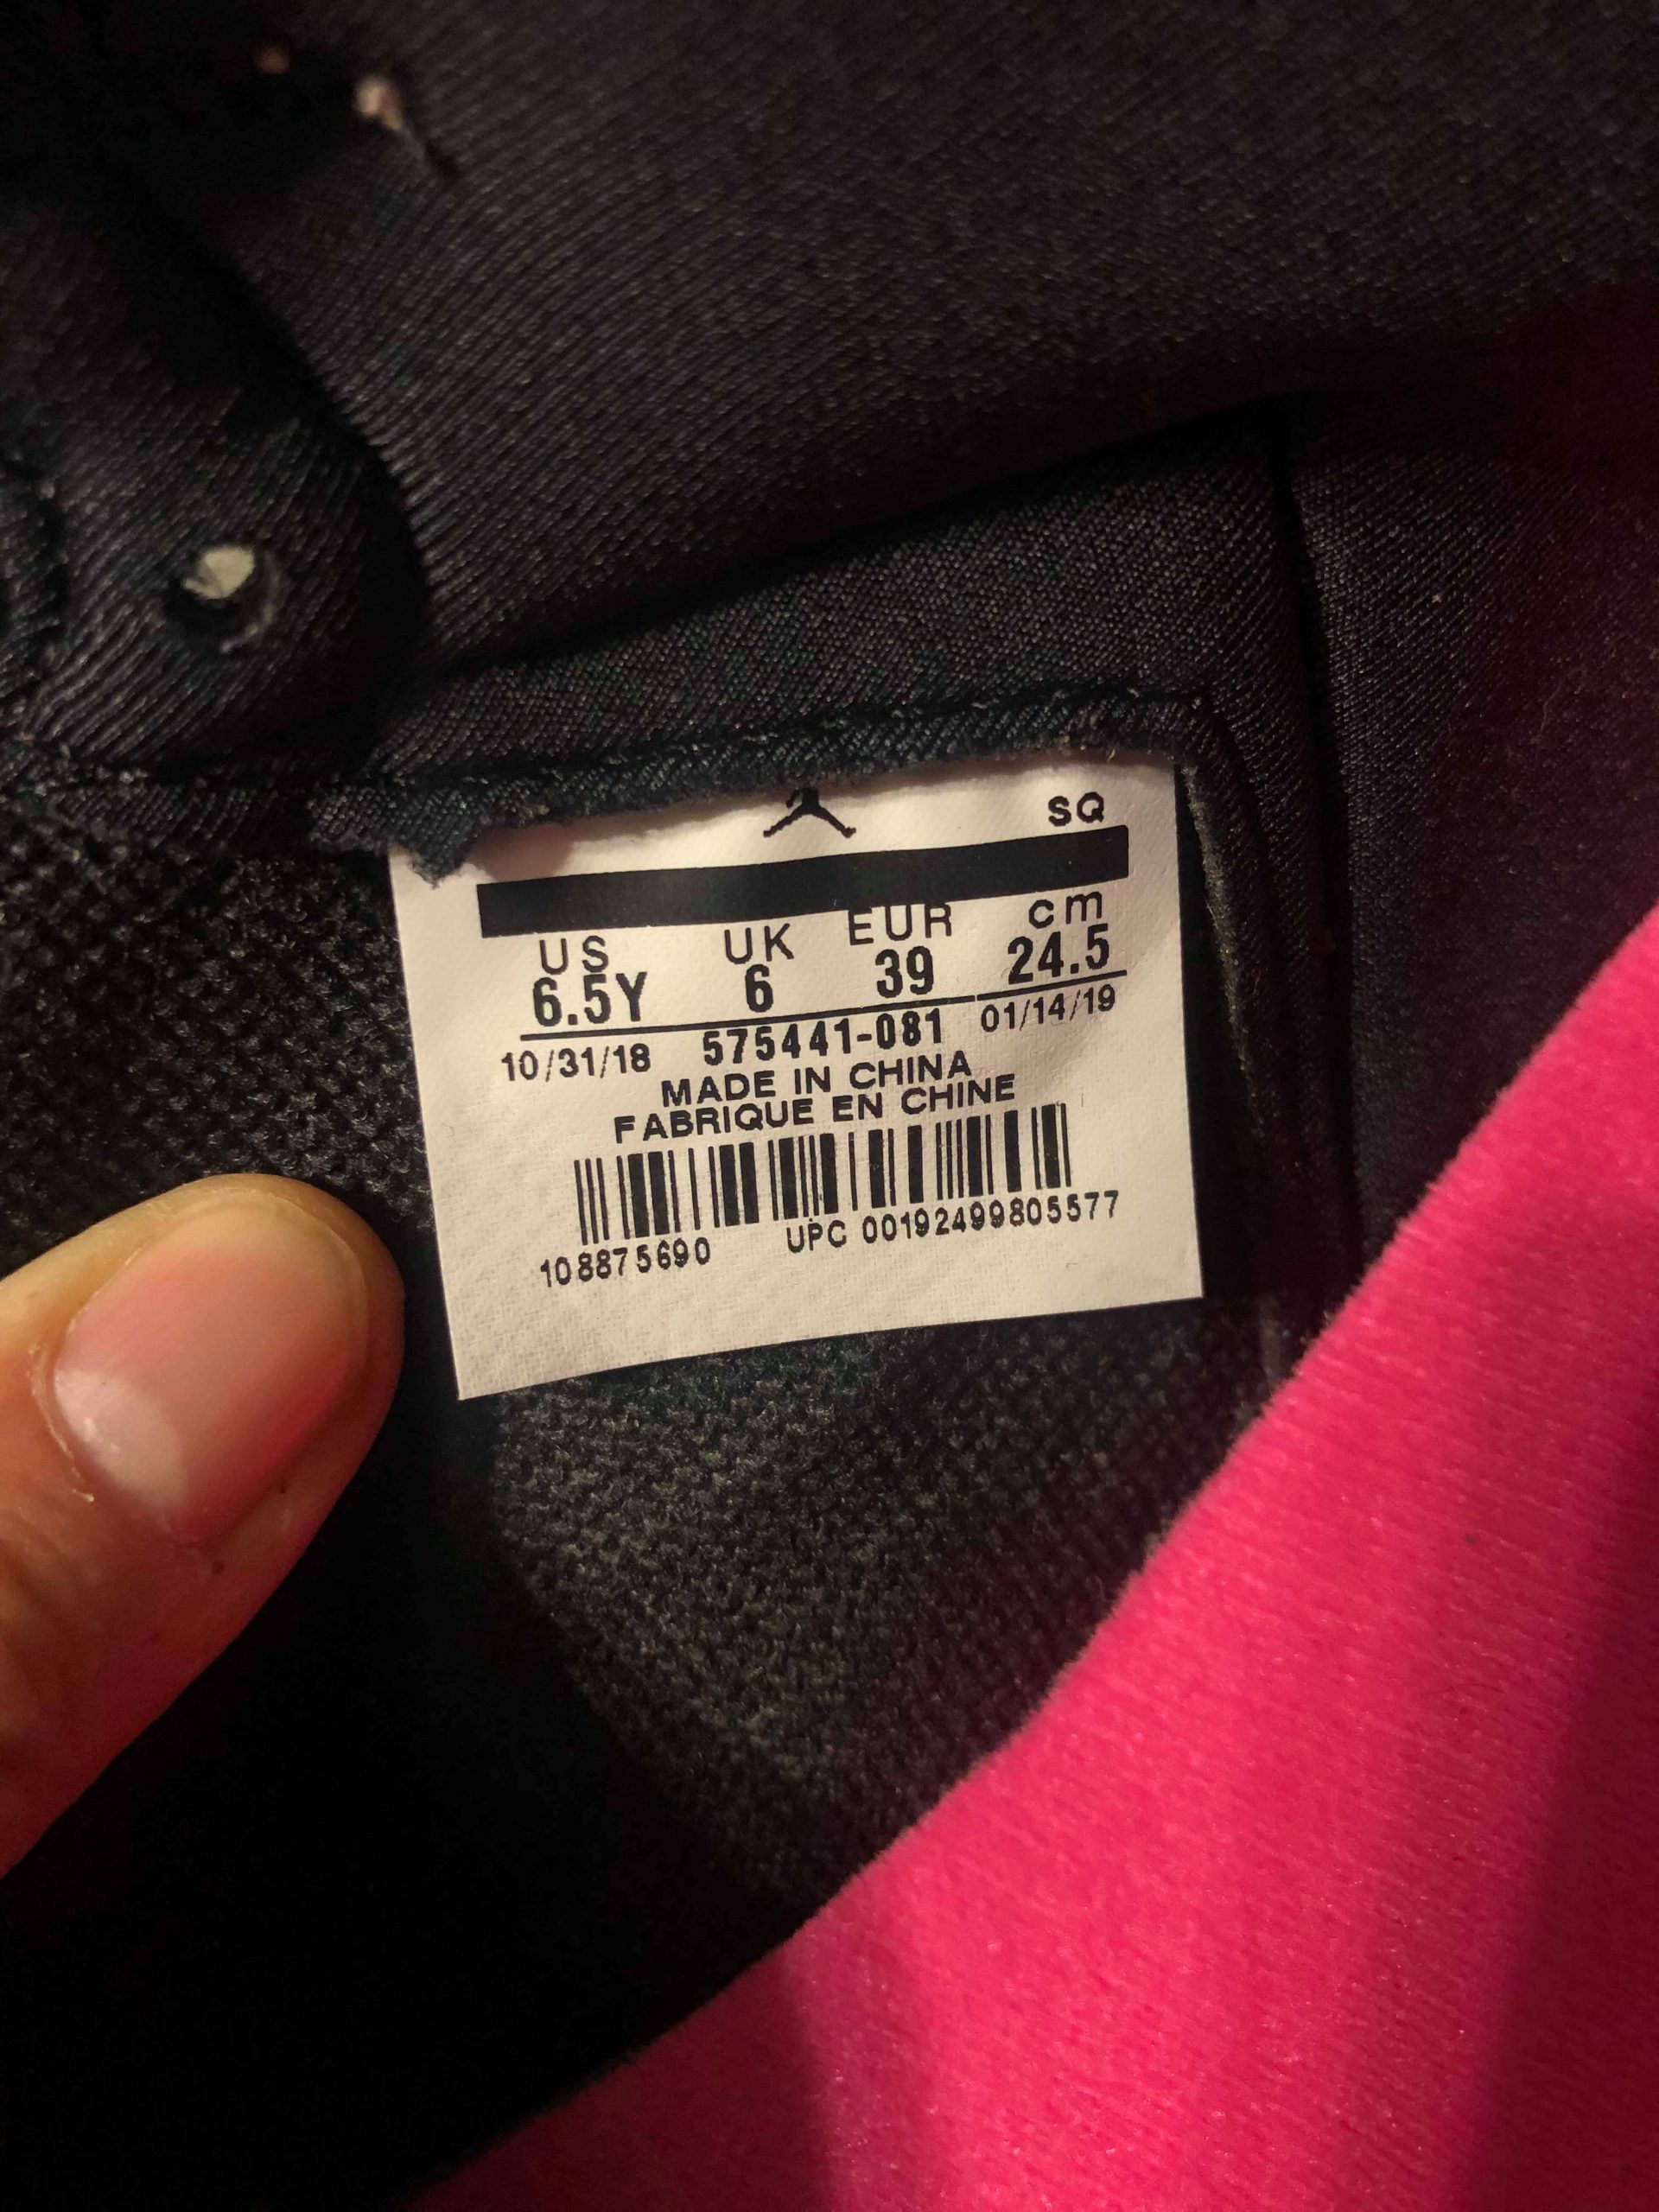 SQ
US UK EUR cm
6.5Y 6 39 24.5
10/31/18 575441-081 01/14/19
MADE IN CHINA
FABRIQUE EN CHINE
108875690 UPC 00192499805577